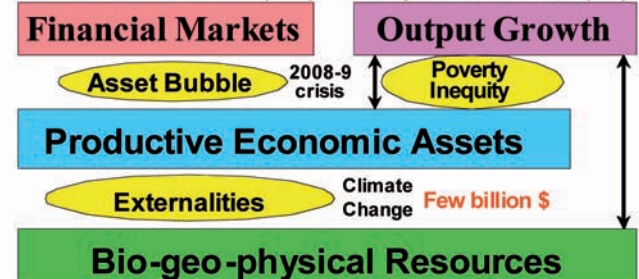 Financial Markets
Output Growth
Asset Bubble
2008-9
crisis
Poverty
Inequity
Productive Economic Assets
Externalities
Climate
Change
Few billion $
Bio-geo-physical Resources